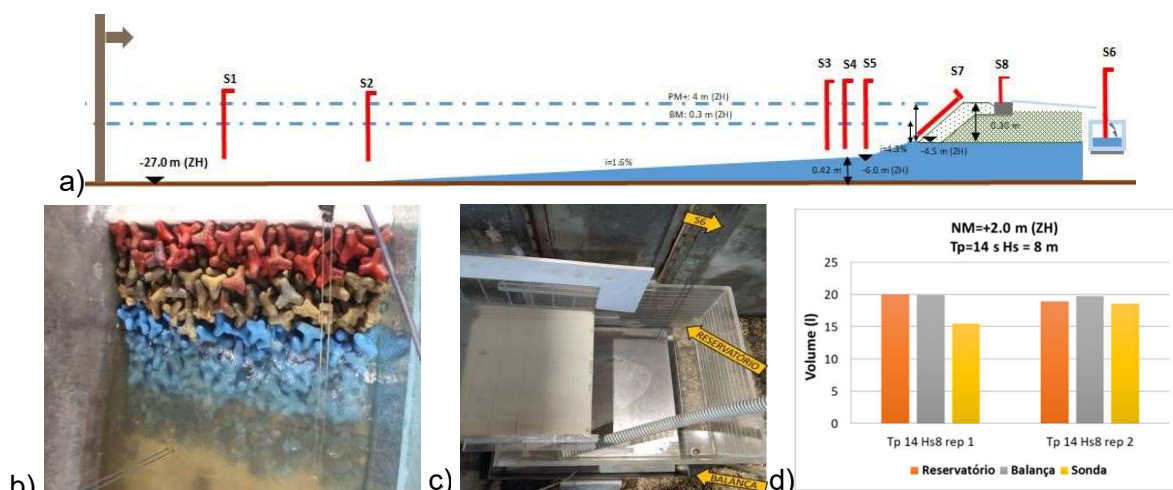 S1
S2
S3
S4
S5
S7
S8
S6
PM+: 4 m (ZH)
BM: 0.3 m (ZH)
0.30 m
i=4.3%
-4.5 m (ZH)
-27.0 m (ZH)
i=1.6%
0.42 m
-6.0 m (ZH)
a)
b)
c)
S6
RESERVATÓRIO
BALANÇA
d)
NM=+2.0 m (ZH)
Tp=14 s Hs = 8 m
Volume (l)
25
20
15
10
5
0
Tp 14 Hs8 rep 1
Tp 14 Hs8 rep 2
Reservatório
Balança
Sonda